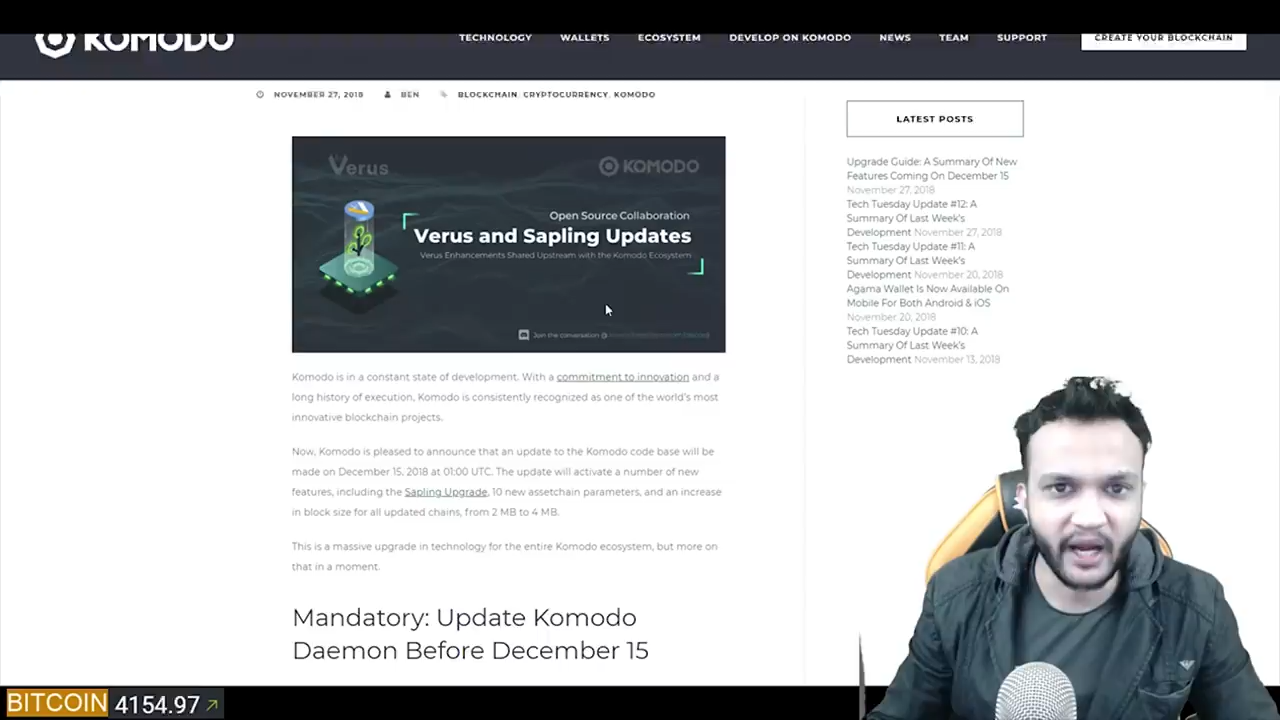 KOMODO
TECHNOLOGY WALLETS ECOSYSTEM DEVELOP ON KOMODO NEWS TEAM SUPPORT CREATE YOUR BLOCKCHAIN
NOVEMBER 27, 2018 BEN BLOCKCHAIN, CRYPTOCURRENCY, KOMODO
Verus KOMODO
Open Source Collaboration
Verus and Sapling Updates
Verus Enhancements Shared Upstream with the Komodo Ecosystem
Join the conversation @
Komodo is in a constant state of development. With a commitment to innovation and a
long history of execution, Komodo is consistently recognized as one of the world's most
innovative blockchain projects.
Now, Komodo is pleased to announce that an update to the Komodo code base will be
made on December 15, 2018 at 01:00 UTC. The update will activate a number of new
features, including the Sapling Upgrade, 10 new assetchain parameters, and an increase
in block size for all updated chains, from 2 MB to 4 MB.
This is a massive upgrade in technology for the entire Komodo ecosystem, but more on
that in a moment.
Mandatory: Update Komodo
Daemon Before December 15
LATEST POSTS
Upgrade Guide: A Summary Of New
Features Coming On December 15
November 27, 2018
Tech Tuesday Update #12: A
Summary Of Last Week's
Development November 27, 2018
Tech Tuesday Update #11: A
Summary Of Last Week's
Development November 20, 2018
Agama Wallet Is Now Available On
Mobile For Both Android & iOS
November 20, 2018
Tech Tuesday Update #10: A
Summary Of Last Week's
Development November 13, 2018
BITCOIN 4154.97